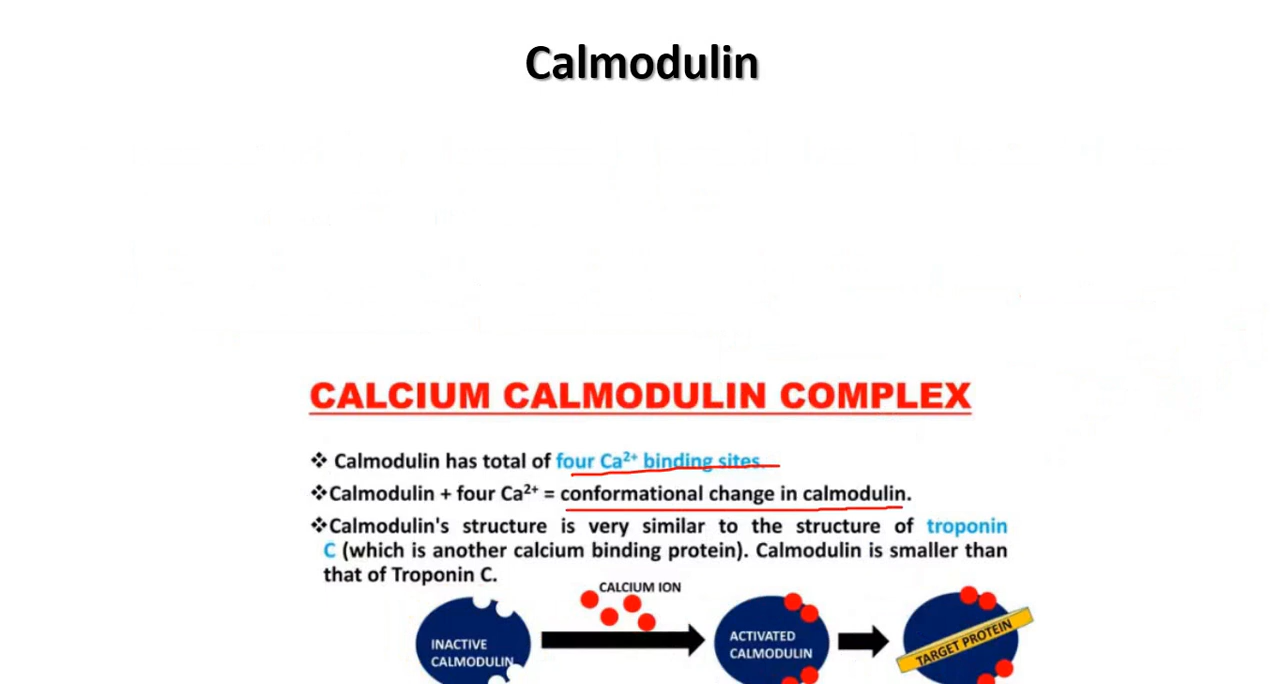 Calmodulin
CALCIUM CALMODULIN COMPLEX
❖ Calmodulin has total of four Ca²⁺ binding sites.
❖Calmodulin + four Ca²⁺ = conformational change in calmodulin.
❖Calmodulin's structure is very similar to the structure of troponin
C (which is another calcium binding protein). Calmodulin is smaller than
that of Troponin C.
CALCIUM ION
INACTIVE
CALMODULIN
ACTIVATED
CALMODULIN
TARGET PROTEIN